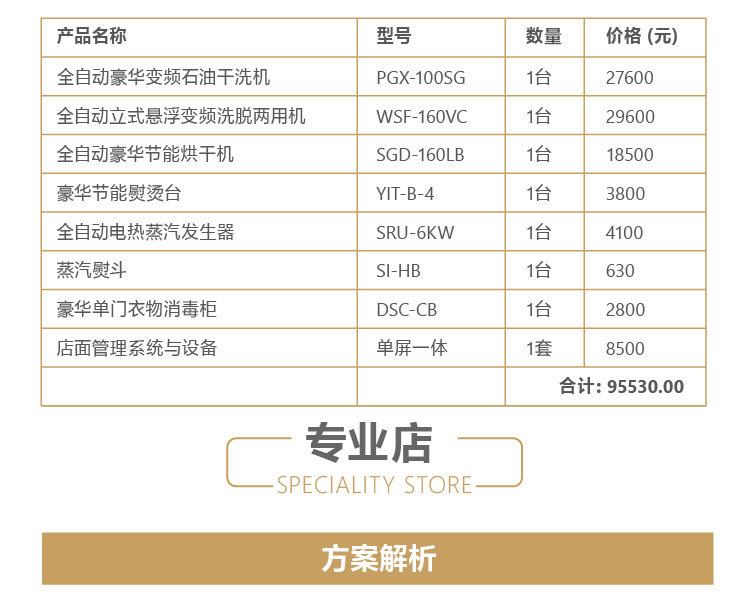 产品名称 型号 数量 价格 (元)
全自动豪华变频石油干洗机 PGX-100SG 1台 27600
全自动立式悬浮变频洗脱两用机 WSF-160VC 1台 29600
全自动豪华节能烘干机 SGD-160LB 1台 18500
豪华节能熨烫台 YIT-B-4 1台 3800
全自动电热蒸汽发生器 SRU-6KW 1台 4100
蒸汽熨斗 SI-HB 1台 630
豪华单门衣物消毒柜 DSC-CB 1台 2800
店面管理系统与设备 单屏一体 1套 8500
合计: 95530.00
专业店
SPECIALITY STORE
方案解析